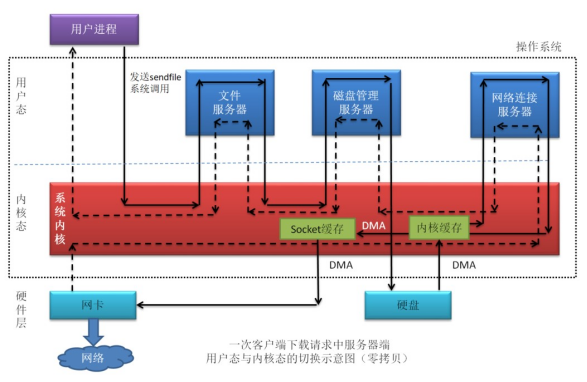 用户进程
操作系统
发送sendfile
系统调用
用户态
文件
服务器
磁盘管理
服务器
网络连接
服务器
内核态
系统内核
Socket缓存
DMA
内核缓存
DMA
DMA
硬件层
网卡
硬盘
网络
一次客户端下载请求中服务器端
用户态与内核态的切换示意图（零拷贝）